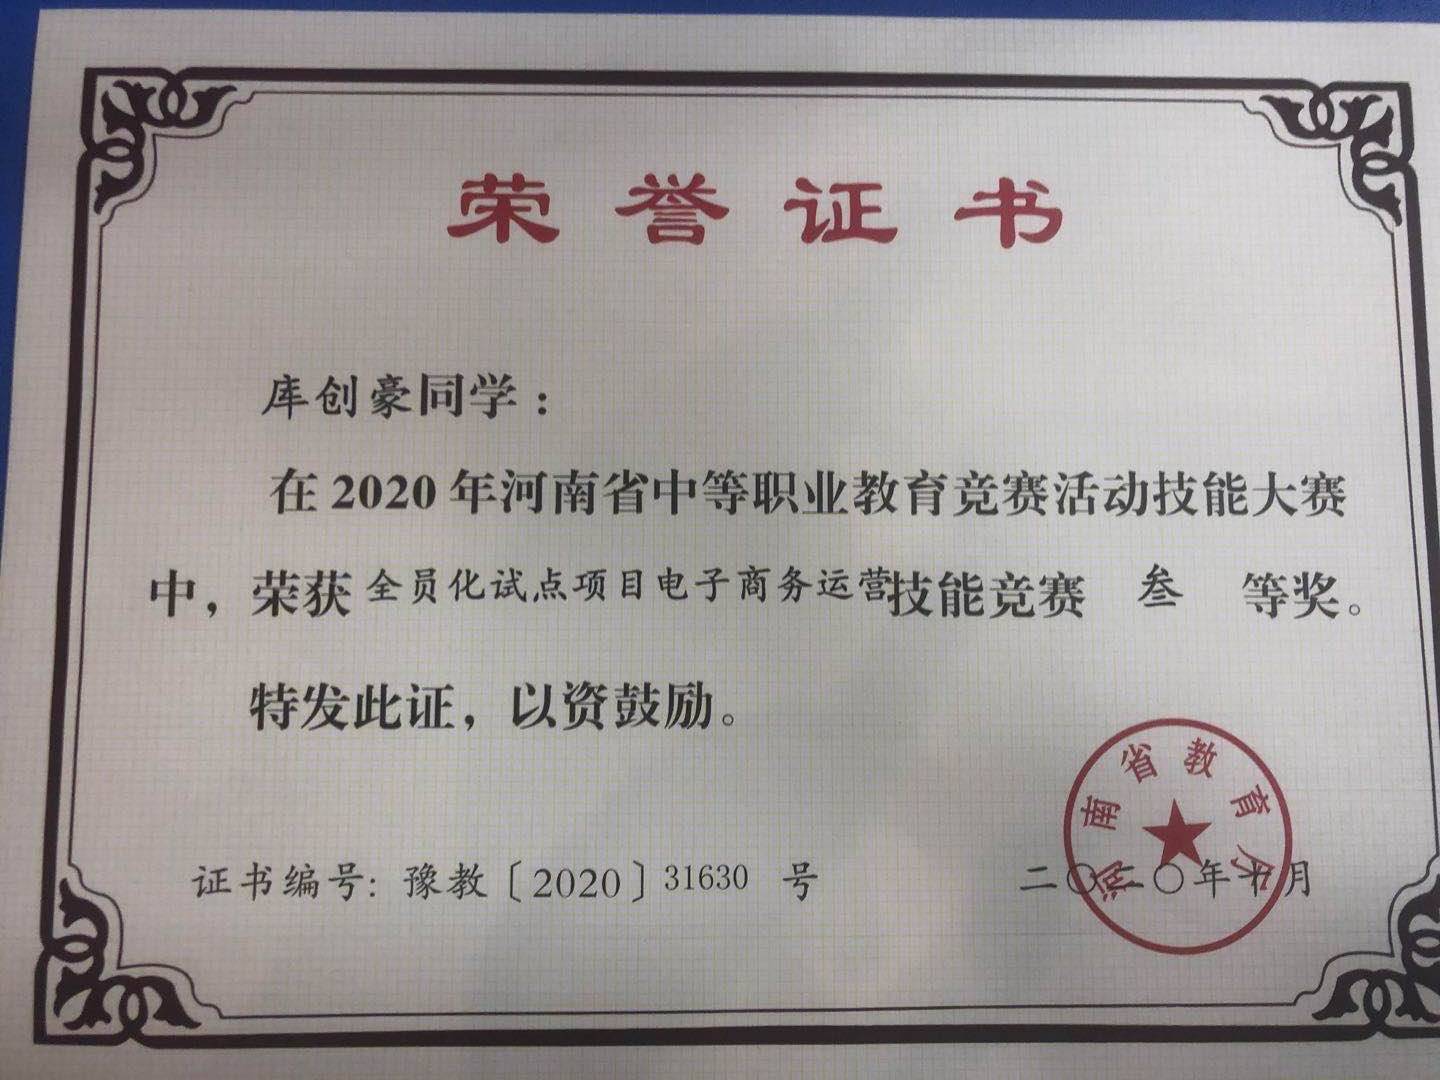 荣誉证书
库创豪同学：
在2020年河南省中等职业教育竞赛活动技能大赛
中，荣获全员化试点项目电子商务运营技能竞赛 叁 等奖。
特发此证，以资鼓励。
河南省教育厅
证书编号: 豫教〔2020〕31630 号
二〇二〇年十月